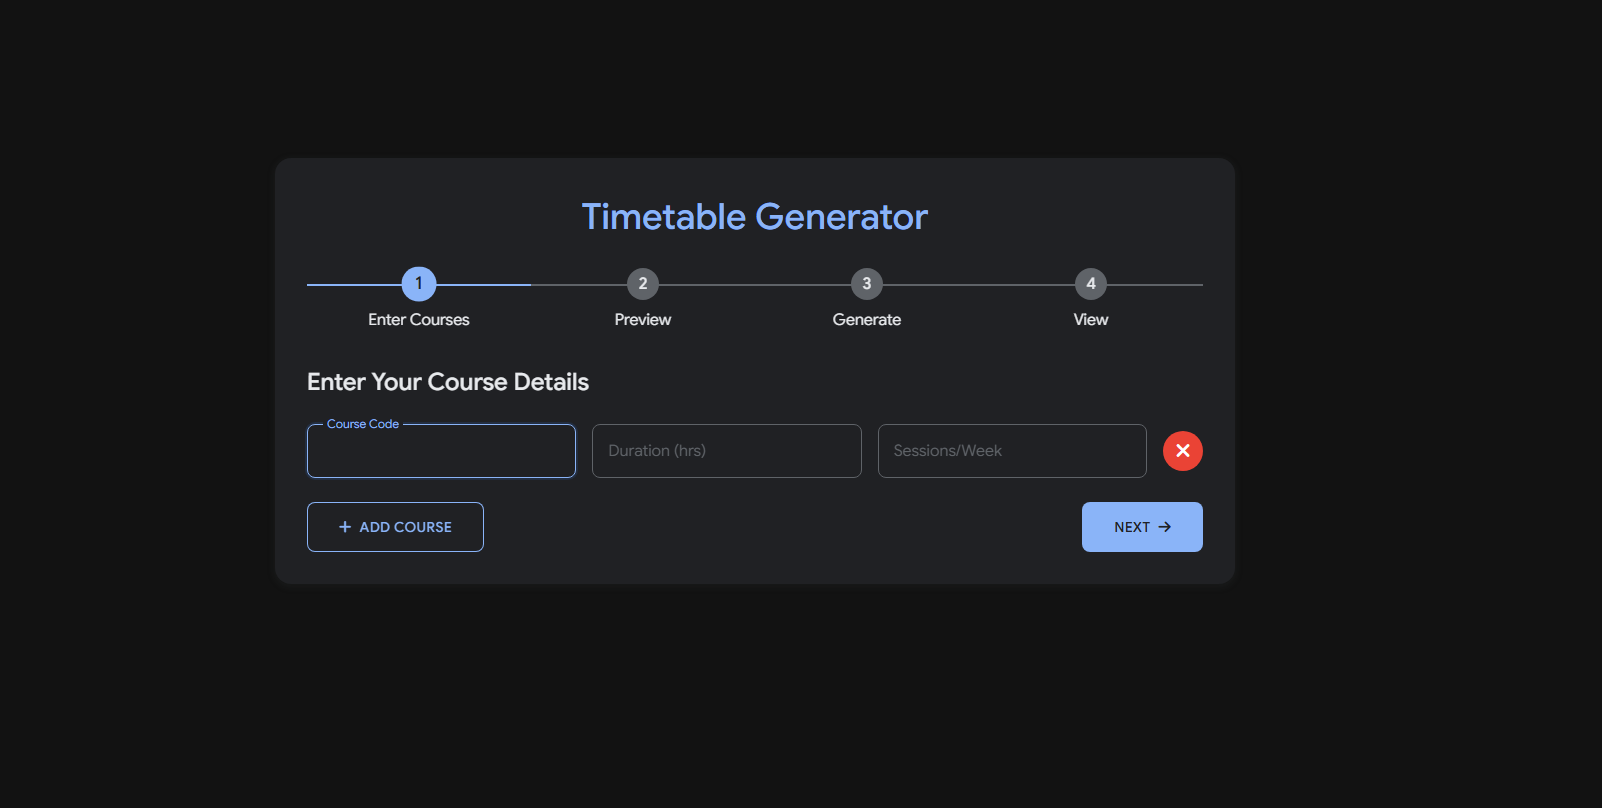 Timetable Generator
1
2
3
4
Enter Courses
Preview
Generate
View
Enter Your Course Details
Course Code
Duration (hrs)
Sessions/Week
ADD COURSE
NEXT